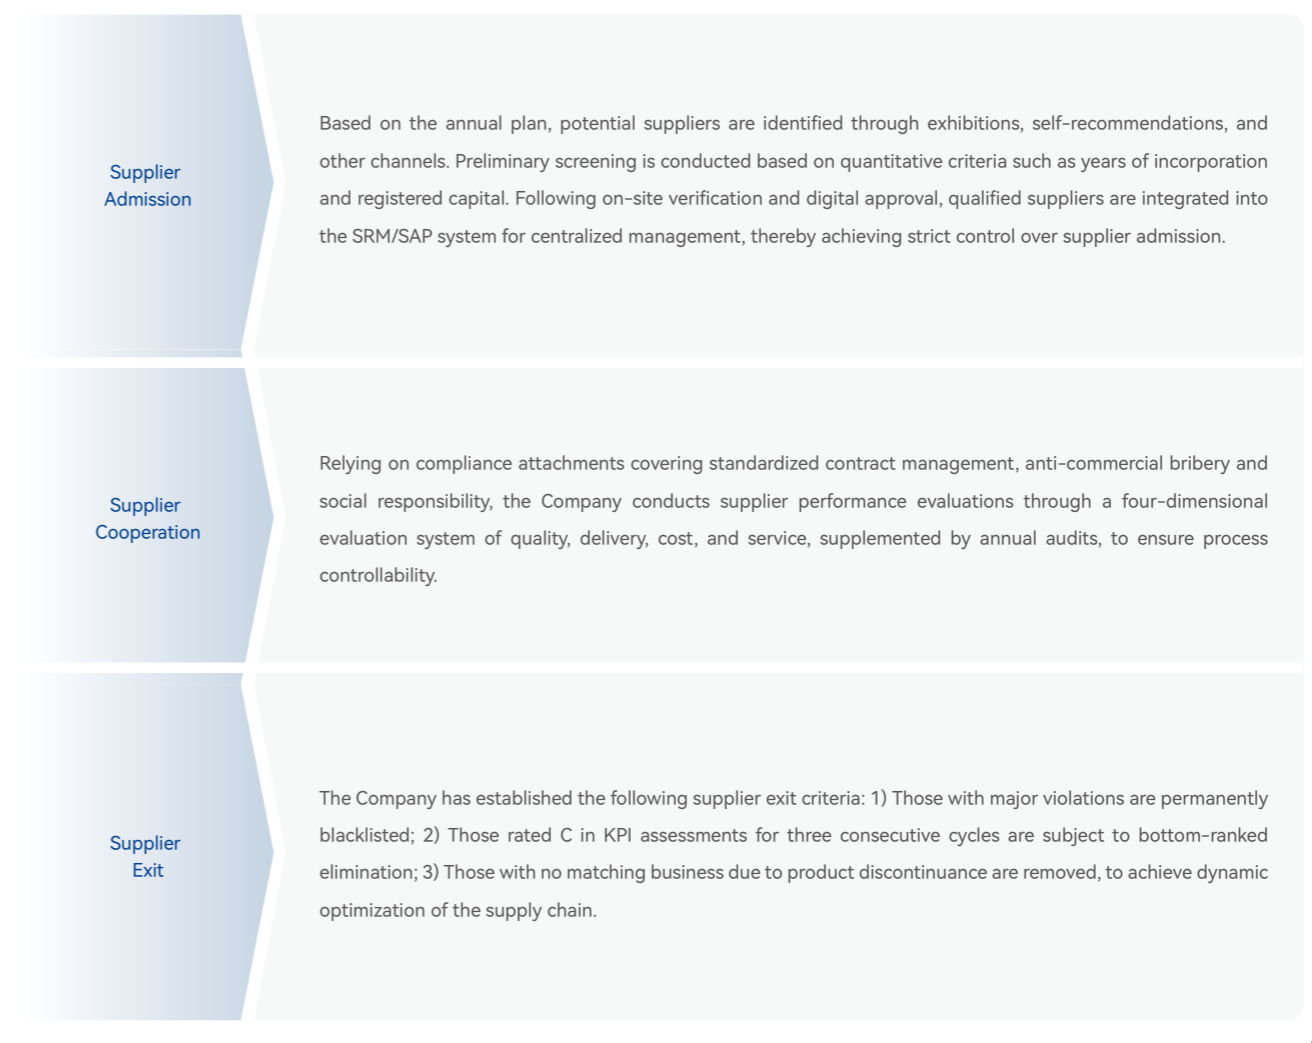 Supplier
Admission
Based on the annual plan, potential suppliers are identified through exhibitions, self-recommendations, and
other channels. Preliminary screening is conducted based on quantitative criteria such as years of incorporation
and registered capital. Following on-site verification and digital approval, qualified suppliers are integrated into
the SRM/SAP system for centralized management, thereby achieving strict control over supplier admission.
Supplier
Cooperation
Relying on compliance attachments covering standardized contract management, anti-commercial bribery and
social responsibility, the Company conducts supplier performance evaluations through a four-dimensional
evaluation system of quality, delivery, cost, and service, supplemented by annual audits, to ensure process
controllability.
Supplier
Exit
The Company has established the following supplier exit criteria: 1) Those with major violations are permanently
blacklisted; 2) Those rated C in KPI assessments for three consecutive cycles are subject to bottom-ranked
elimination; 3) Those with no matching business due to product discontinuance are removed, to achieve dynamic
optimization of the supply chain.